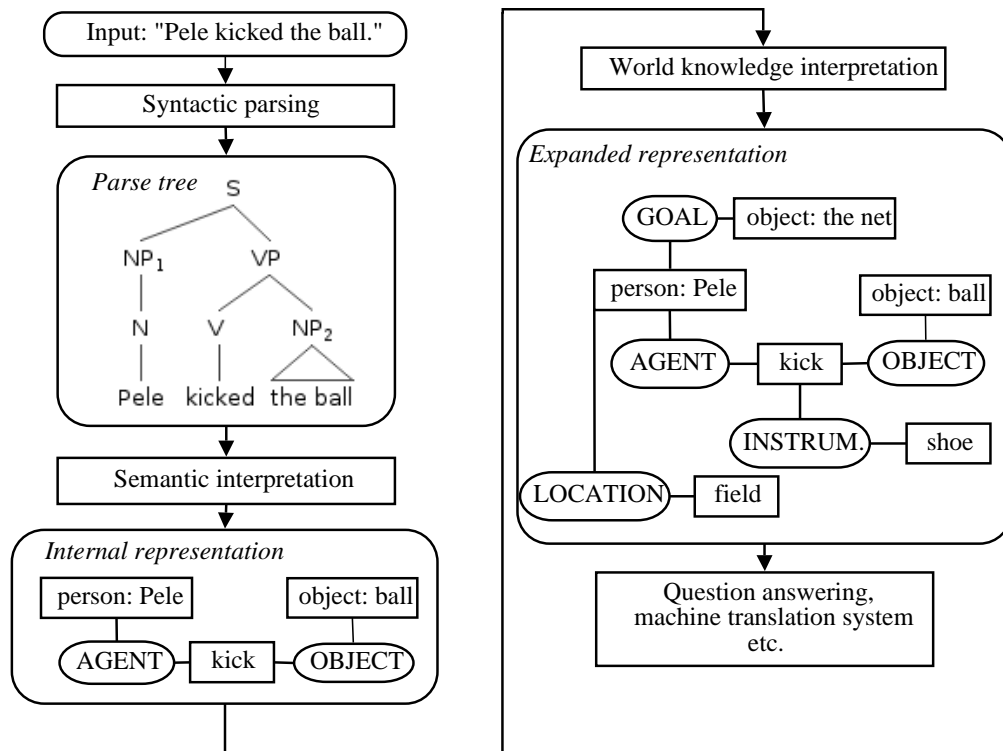 Input: "Pele kicked the ball."
Syntactic parsing
Parse tree
S
NP₁ VP
N V NP₂
Pele kicked the ball
Semantic interpretation
Internal representation
person: Pele object: ball
AGENT kick OBJECT
World knowledge interpretation
Expanded representation
GOAL object: the net
person: Pele object: ball
AGENT kick OBJECT
INSTRUM. shoe
LOCATION field
Question answering,
machine translation system
etc.